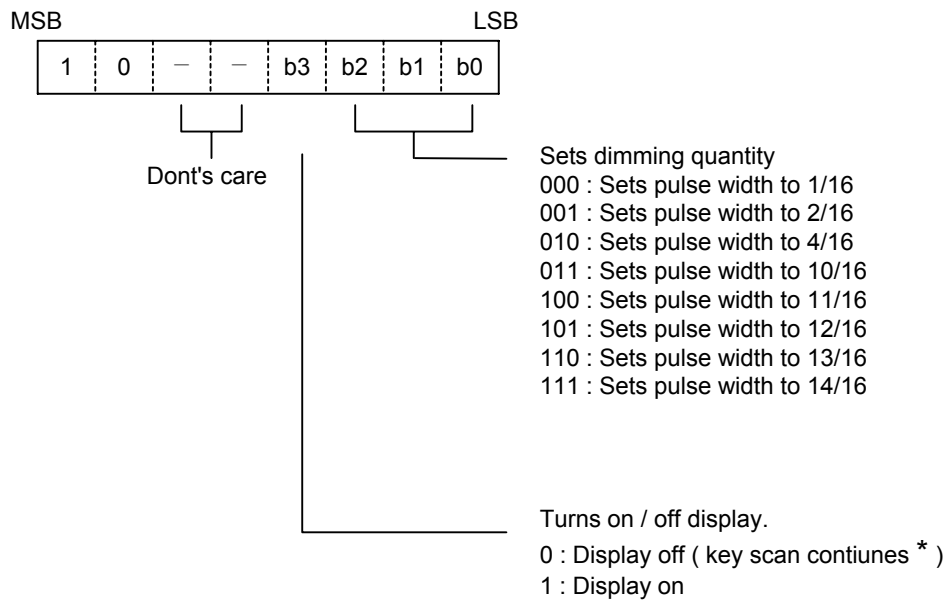 MSB LSB
1 0 – – b3 b2 b1 b0
Dont's care
Sets dimming quantity
000 : Sets pulse width to 1/16
001 : Sets pulse width to 2/16
010 : Sets pulse width to 4/16
011 : Sets pulse width to 10/16
100 : Sets pulse width to 11/16
101 : Sets pulse width to 12/16
110 : Sets pulse width to 13/16
111 : Sets pulse width to 14/16
Turns on / off display.
0 : Display off ( key scan contiunes * )
1 : Display on